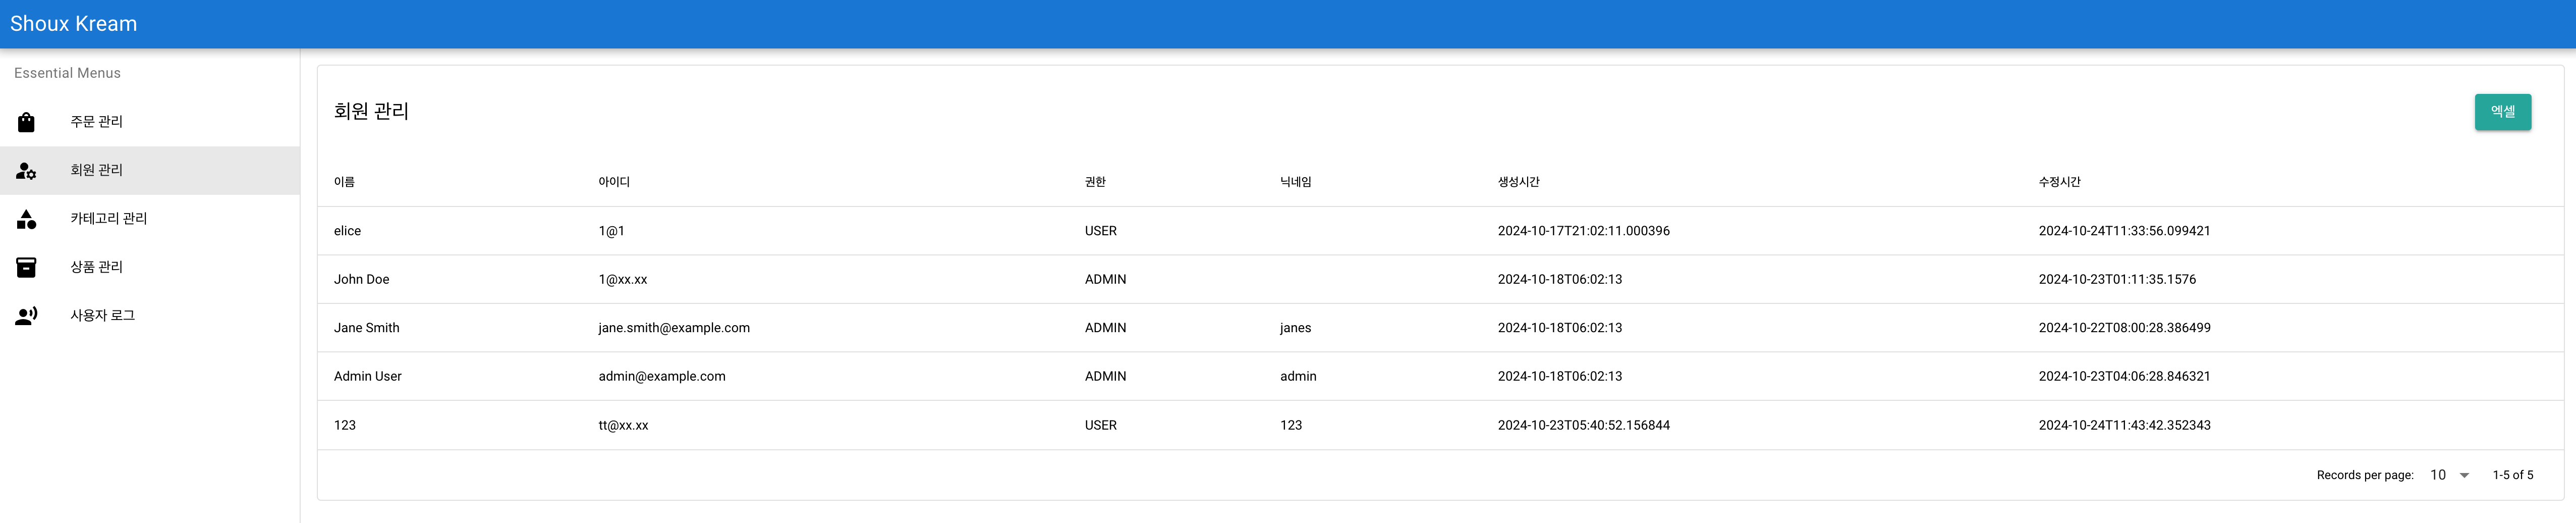 Shoux Kream
Essential Menus
주문 관리
회원 관리
카테고리 관리
상품 관리
사용자 로그
회원 관리
엑셀
이름 아이디 권한 닉네임 생성시간 수정시간
elice 1@1 USER 2024-10-17T21:02:11.000396 2024-10-24T11:33:56.099421
John Doe 1@xx.xx ADMIN 2024-10-18T06:02:13 2024-10-23T01:11:35.1576
Jane Smith jane.smith@example.com ADMIN janes 2024-10-18T06:02:13 2024-10-22T08:00:28.386499
Admin User admin@example.com ADMIN admin 2024-10-18T06:02:13 2024-10-23T04:06:28.846321
123 tt@xx.xx USER 123 2024-10-23T05:40:52.156844 2024-10-24T11:43:42.352343
Records per page: 10 1-5 of 5